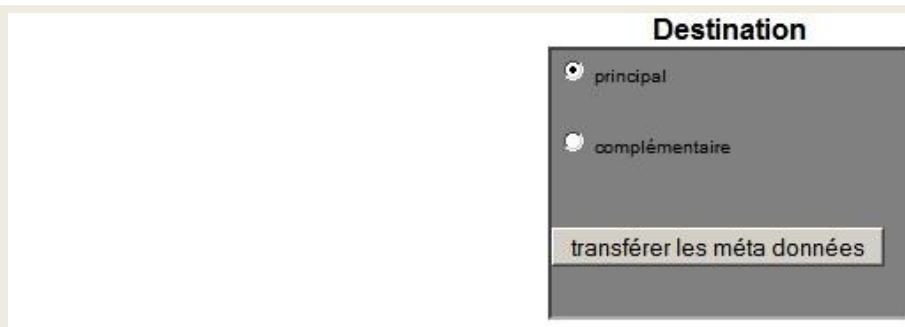 Destination
principal
complémentaire
transférer les méta données